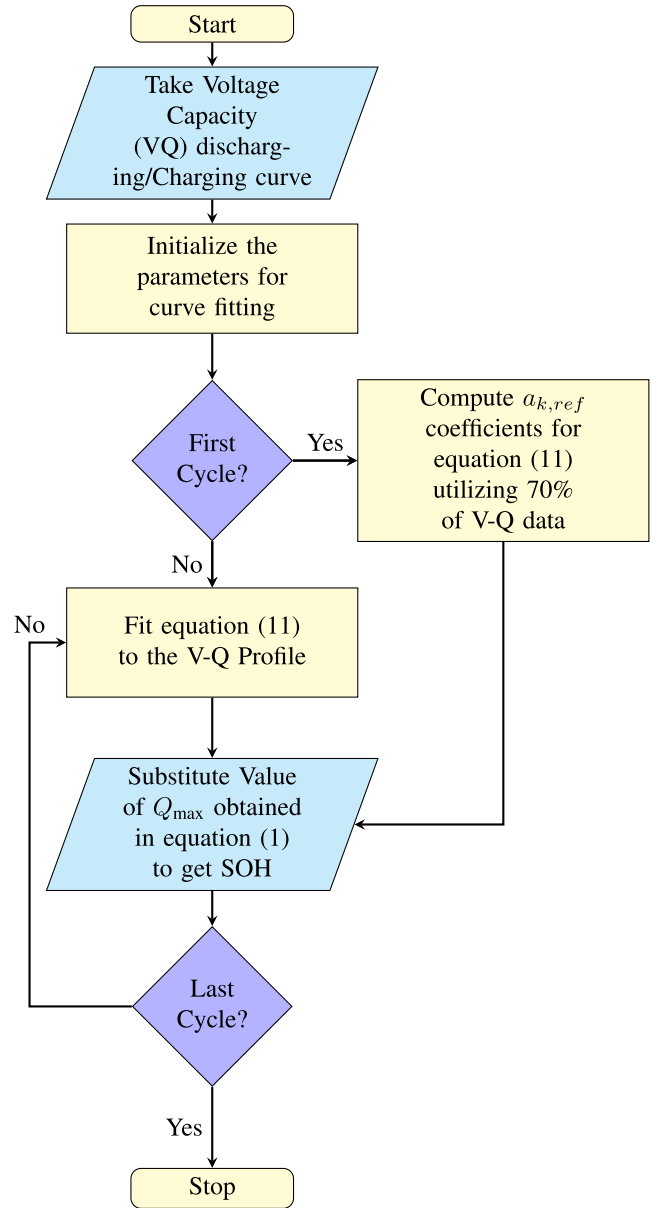 Start
Take Voltage
Capacity
(VQ) discharg-
ing/Charging curve
Initialize the
parameters for
curve fitting
First
Cycle?
Yes
Compute a_{k,ref}
coefficients for
equation (11)
utilizing 70%
of V-Q data
No
Fit equation (11)
to the V-Q Profile
No
Substitute Value
of Q_{max} obtained
in equation (1)
to get SOH
Last
Cycle?
Yes
Stop